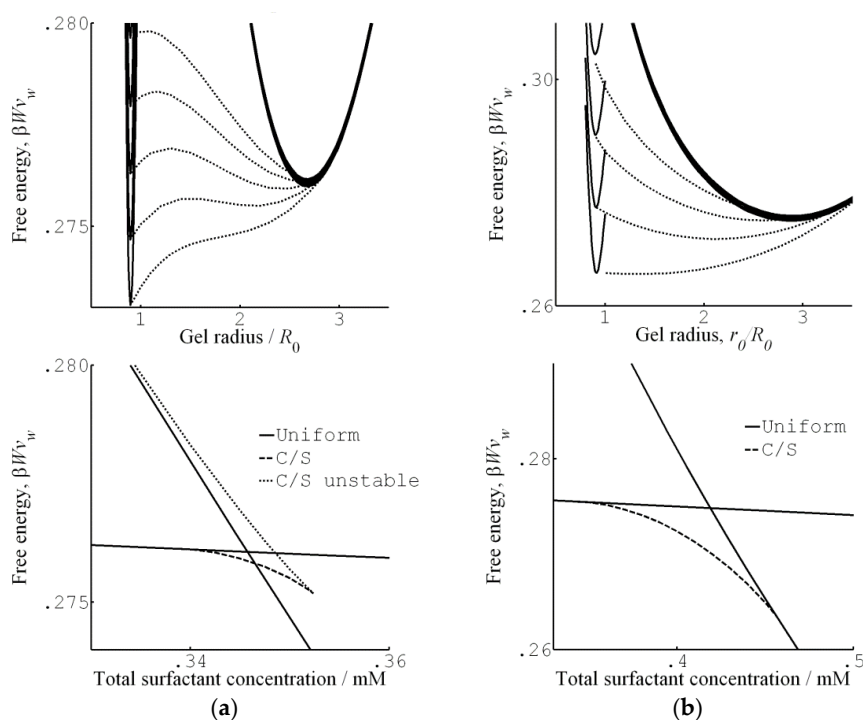 .280
.275
1
2
3
Free energy, βWv_w
Gel radius / R_0
.30
.26
1
2
3
Free energy, βWv_w
Gel radius, r_0/R_0
.280
.275
.34
.36
Uniform
C/S
C/S unstable
Free energy, βWv_w
Total surfactant concentration / mM
(a)
.28
.26
.4
.5
Uniform
C/S
Free energy, βWv_w
Total surfactant concentration / mM
(b)